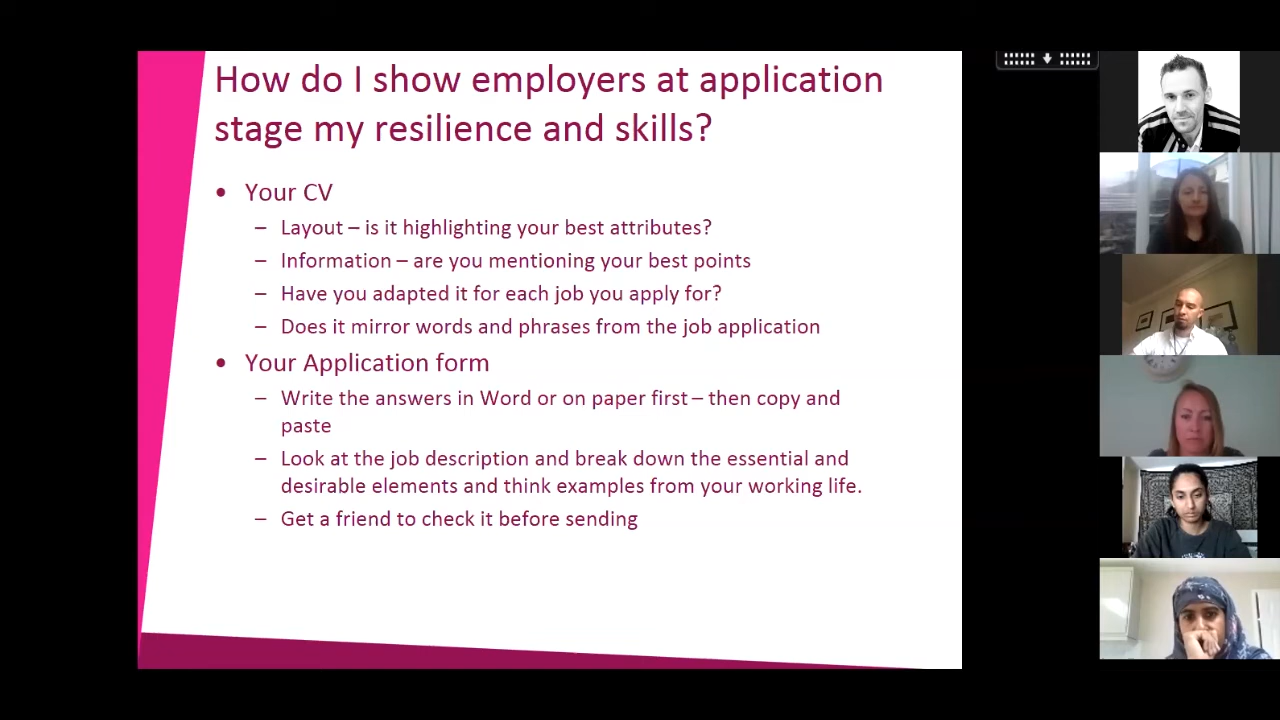 How do I show employers at application
stage my resilience and skills?
• Your CV
– Layout – is it highlighting your best attributes?
– Information – are you mentioning your best points
– Have you adapted it for each job you apply for?
– Does it mirror words and phrases from the job application
• Your Application form
– Write the answers in Word or on paper first – then copy and
paste
– Look at the job description and break down the essential and
desirable elements and think examples from your working life.
– Get a friend to check it before sending